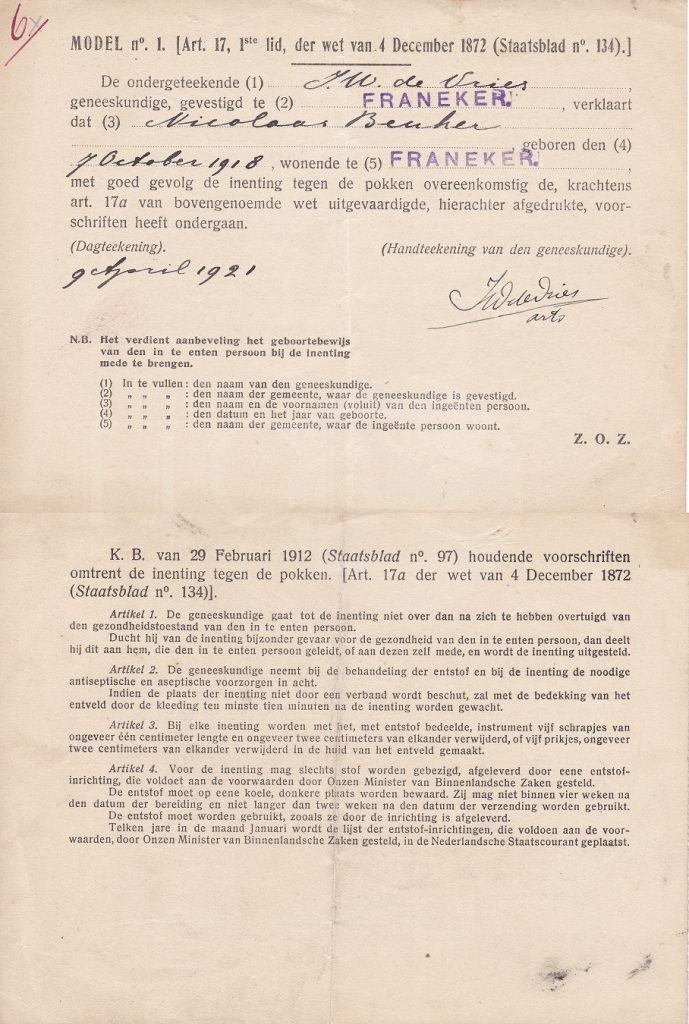 6
MODEL nº. 1. [Art. 17, 1ste lid, der wet van 4 December 1872 (Staatsblad nº. 134).]
De ondergeteekende (1) J. W. de Vries,
geneeskundige, gevestigd te (2) FRANEKER., verklaart
dat (3) Nicolaas Beuker
, geboren den (4)
7 October 1918, wonende te (5) FRANEKER.,
met goed gevolg de inenting tegen de pokken overeenkomstig de, krachtens
art. 17a van bovengenoemde wet uitgevaardigde, hierachter afgedrukte, voor-
schriften heeft ondergaan.
(Dagteekening). (Handteekening van den geneeskundige).
9 April 1921
JWdeVries
arts
N.B. Het verdient aanbeveling het geboortebewijs
van den in te enten persoon bij de inenting
mede te brengen.
(1) In te vullen : den naam van den geneeskundige.
(2) „ „ „ : den naam der gemeente, waar de geneeskundige is gevestigd.
(3) „ „ „ : den naam en de voornamen (voluit) van den ingeënten persoon.
(4) „ „ „ : den datum en het jaar van geboorte.
(5) „ „ „ : den naam der gemeente, waar de ingeënte persoon woont.
Z. O. Z.
K. B. van 29 Februari 1912 (Staatsblad nº. 97) houdende voorschriften
omtrent de inenting tegen de pokken. [Art. 17a der wet van 4 December 1872
(Staatsblad nº. 134)].
Artikel 1. De geneeskundige gaat tot de inenting niet over dan na zich te hebben overtuigd van
den gezondheidstoestand van den in te enten persoon.
Ducht hij van de inenting bijzonder gevaar voor de gezondheid van den in te enten persoon, dan deelt
hij dit aan hem, die den in te enten persoon geleidt, of aan dezen zelf mede, en wordt de inenting uitgesteld.
Artikel 2. De geneeskundige neemt bij de behandeling der entstof en bij de inenting de noodige
antiseptische en aseptische voorzorgen in acht.
Indien de plaats der inenting niet door een verband wordt beschut, zal met de bedekking van het
entveld door de kleeding ten minste tien minuten na de inenting worden gewacht.
Artikel 3. Bij elke inenting worden met het, met entstof bedeelde, instrument vijf schrapjes van
ongeveer één centimeter lengte en ongeveer twee centimeters van elkander verwijderd, of vijf prikjes, ongeveer
twee centimeters van elkander verwijderd in de huid van het entveld gemaakt.
Artikel 4. Voor de inenting mag slechts stof worden gebezigd, afgeleverd door eene entstof-
inrichting, die voldoet aan de voorwaarden door Onzen Minister van Binnenlandsche Zaken gesteld.
De entstof moet op eene koele, donkere plaats worden bewaard. Zij mag niet binnen vier weken na
den datum der bereiding en niet langer dan twee weken na den datum der verzending worden gebruikt.
De entstof moet worden gebruikt, zooals ze door de inrichting is afgeleverd.
Telken jare in de maand Januari wordt de lijst der entstof-inrichtingen, die voldoen aan de voor-
waarden, door Onzen Minister van Binnenlandsche Zaken gesteld, in de Nederlandsche Staatscourant geplaatst.